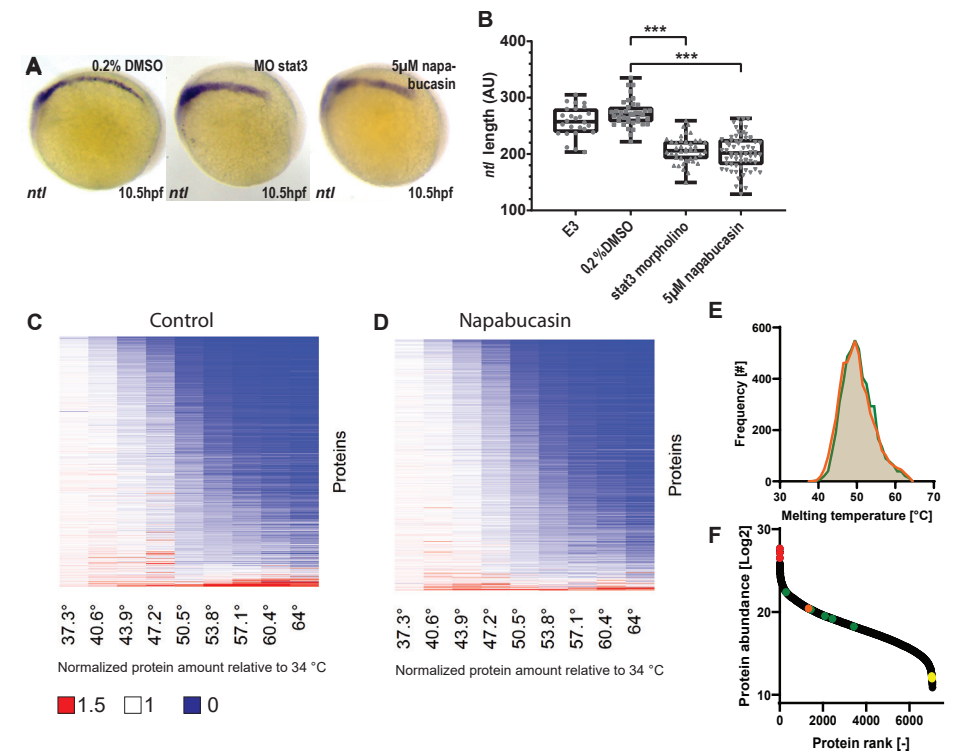 A
0.2% DMSO
ntl
10.5hpf
MO stat3
ntl
10.5hpf
5µM napa-
bucasin
ntl
10.5hpf
B
***
***
400
300
200
100
ntl length (AU)
E3
0.2%DMSO
stat3 morpholino
5µM napabucasin
C
Control
Proteins
37.3°
40.6°
43.9°
47.2°
50.5°
53.8°
57.1°
60.4°
64°
Normalized protein amount relative to 34 °C
1.5
1
0
D
Napabucasin
Proteins
37.3°
40.6°
43.9°
47.2°
50.5°
53.8°
57.1°
60.4°
64°
Normalized protein amount relative to 34 °C
E
600
400
200
0
Frequency [#]
30
40
50
60
70
Melting temperature [°C]
F
30
20
10
Protein abundance [Log2]
0
2000
4000
6000
Protein rank [-]